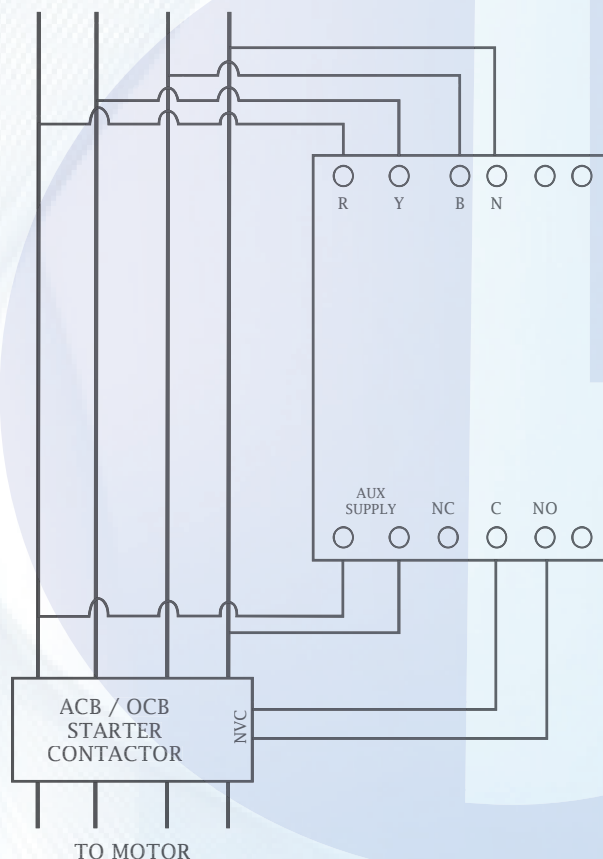 R Y B N
AUX
SUPPLY NC C NO
ACB / OCB
STARTER
CONTACTOR
NVC
TO MOTOR